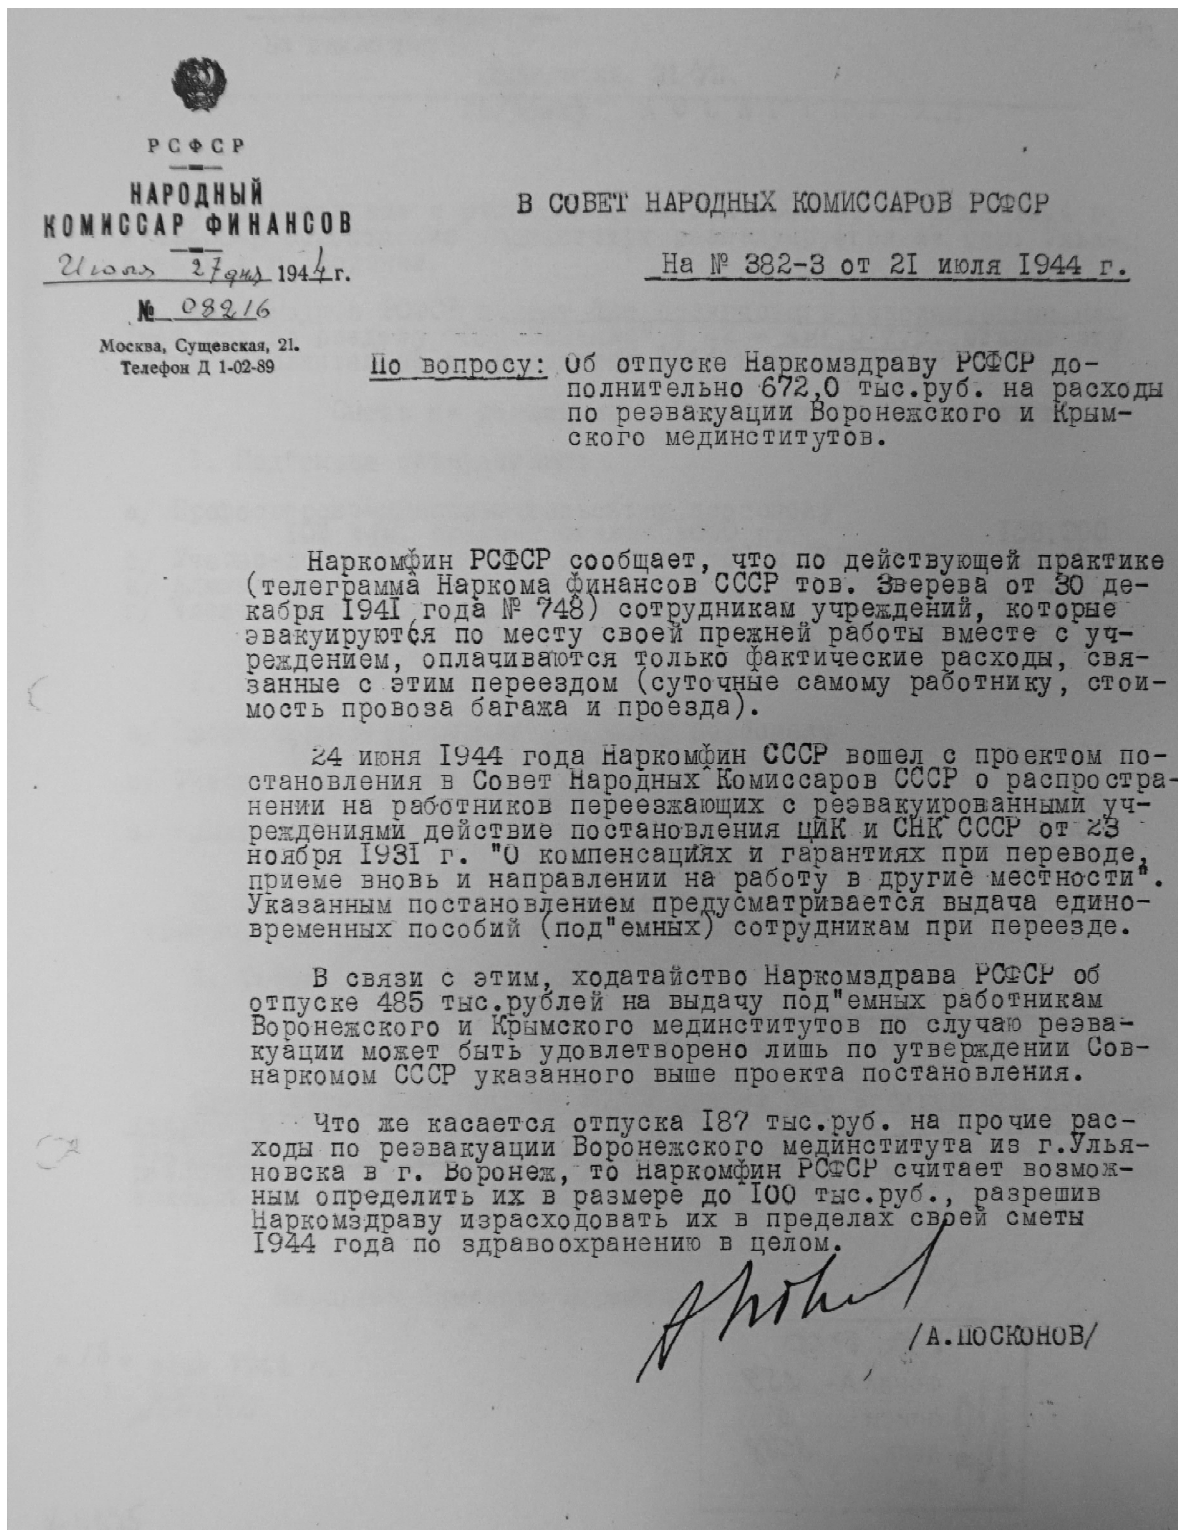 РСФСР
НАРОДНЫЙ
КОМИССАР ФИНАНСОВ
Июля 27 дня 1944 г.
№ 08216
Москва, Сущевская, 21.
Телефон Д 1-02-89
В СОВЕТ НАРОДНЫХ КОМИССАРОВ РСФСР
На № 382-3 от 21 июля 1944 г.
По вопросу: Об отпуске Наркомздраву РСФСР до-
полнительно 672,0 тыс.руб. на расходы
по реэвакуации Воронежского и Крым-
ского мединститутов.
Наркомфин РСФСР сообщает, что по действующей практике
(телеграмма Наркома финансов СССР тов. Зверева от 30 де-
кабря 1941 года № 748) сотрудникам учреждений, которые
эвакуируются по месту своей прежней работы вместе с уч-
реждением, оплачиваются только фактические расходы, свя-
занные с этим переездом (суточные самому работнику, стои-
мость провоза багажа и проезда).
24 июня 1944 года Наркомфин СССР вошел с проектом по-
становления в Совет Народных Комиссаров СССР о распростра-
нении на работников переезжающих с реэвакуированными уч-
реждениями действие постановления ЦИК и СНК СССР от 23
ноября 1931 г. "О компенсациях и гарантиях при переводе,
приеме вновь и направлении на работу в другие местности".
Указанным постановлением предусматривается выдача едино-
временных пособий (под"емных) сотрудникам при переезде.
В связи с этим, ходатайство Наркомздрава РСФСР об
отпуске 485 тыс.рублей на выдачу под"емных работникам
Воронежского и Крымского мединститутов по случаю реэва-
куации может быть удовлетворено лишь по утверждении Сов-
наркомом СССР указанного выше проекта постановления.
Что же касается отпуска 187 тыс.руб. на прочие рас-
ходы по реэвакуации Воронежского мединститута из г.Улья-
новска в г. Воронеж, то Наркомфин РСФСР считает возмож-
ным определить их в размере до 100 тыс.руб., разрешив
Наркомздраву израсходовать их в пределах своей сметы
1944 года по здравоохранению в целом.
/А.ПОСКОНОВ/